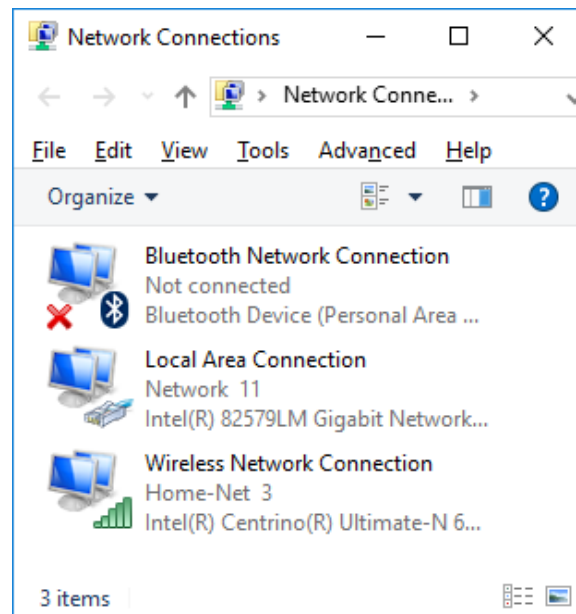 Network Connections
Network Conne...
File Edit View Tools Advanced Help
Organize
?
Bluetooth Network Connection
Not connected
Bluetooth Device (Personal Area ...
Local Area Connection
Network 11
Intel(R) 82579LM Gigabit Network...
Wireless Network Connection
Home-Net 3
Intel(R) Centrino(R) Ultimate-N 6...
3 items